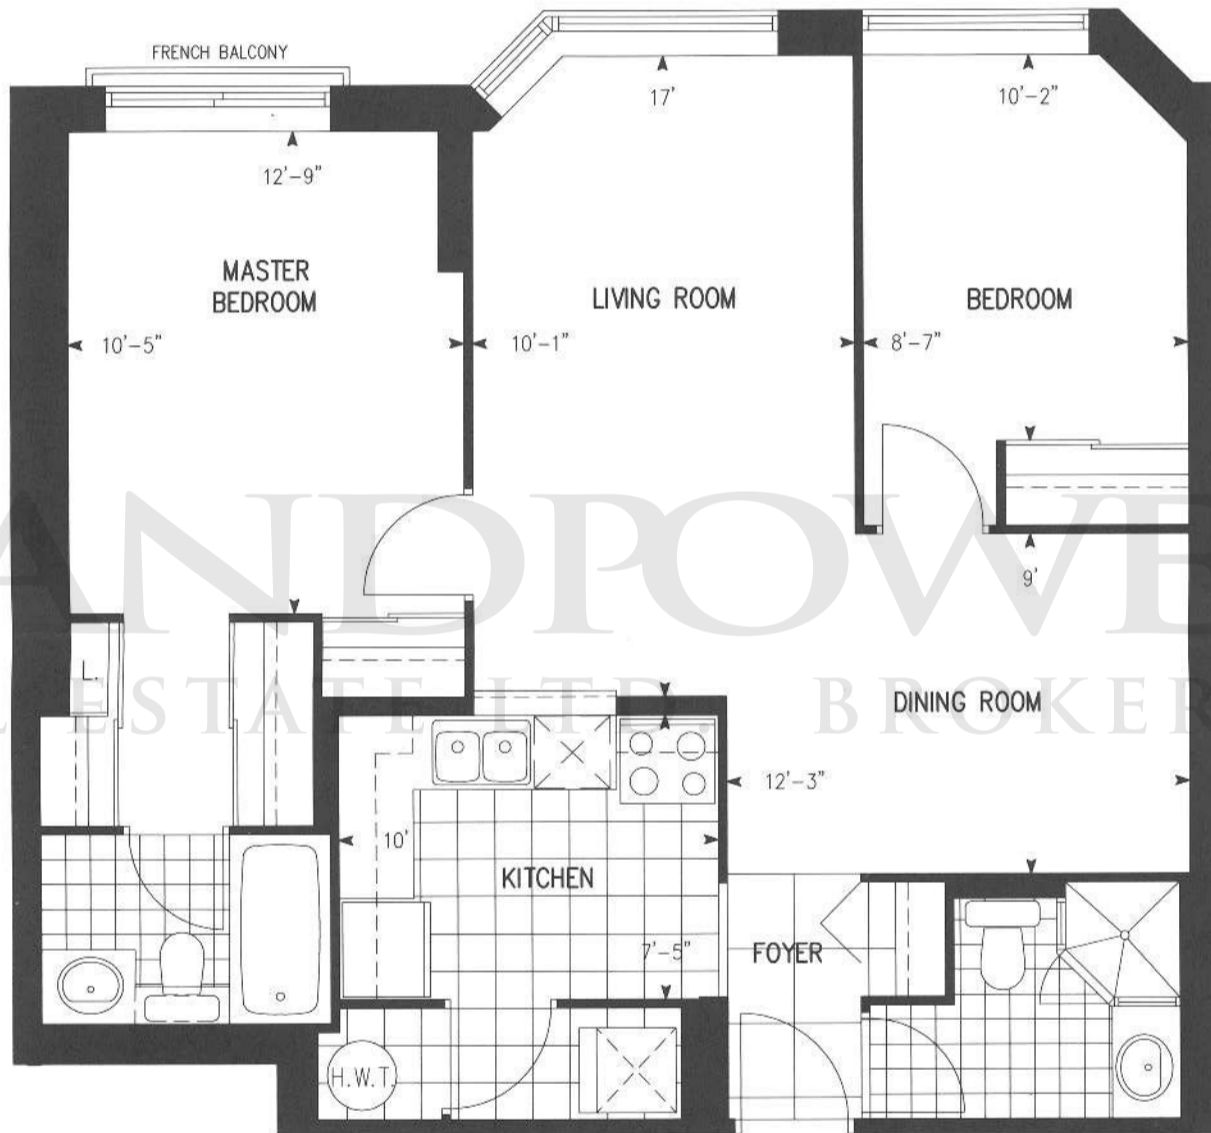 FRENCH BALCONY
17'
10'-2"
12'-9"
MASTER
BEDROOM
LIVING ROOM
BEDROOM
10'-5"
10'-1"
8'-7"
9'
ANDPOWE
L.
ESTATE LTD. BROKER
DINING ROOM
12'-3"
10'
KITCHEN
7'-5"
FOYER
H.W.T.